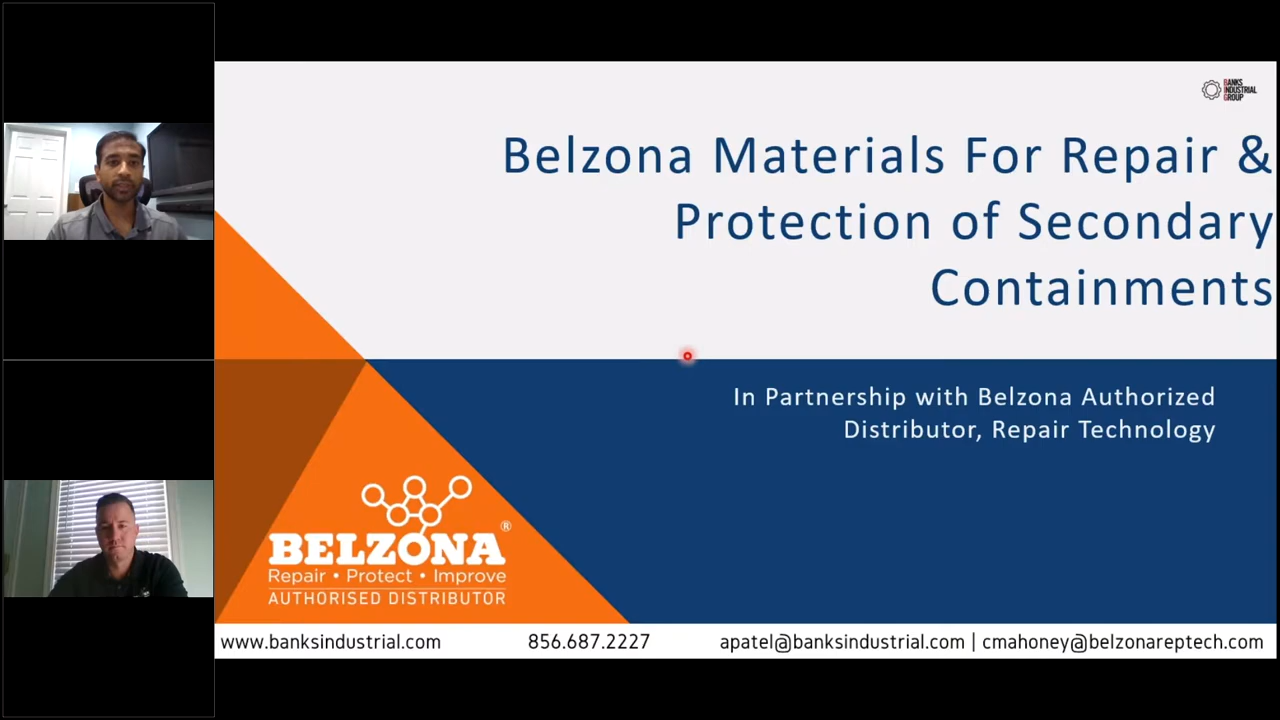 BANKS
INDUSTRIAL
GROUP
Belzona Materials For Repair &
Protection of Secondary
Containments
In Partnership with Belzona Authorized
Distributor, Repair Technology
BELZONA®
Repair • Protect • Improve
AUTHORISED DISTRIBUTOR
www.banksindustrial.com 856.687.2227 apatel@banksindustrial.com | cmahoney@belzonareptech.com